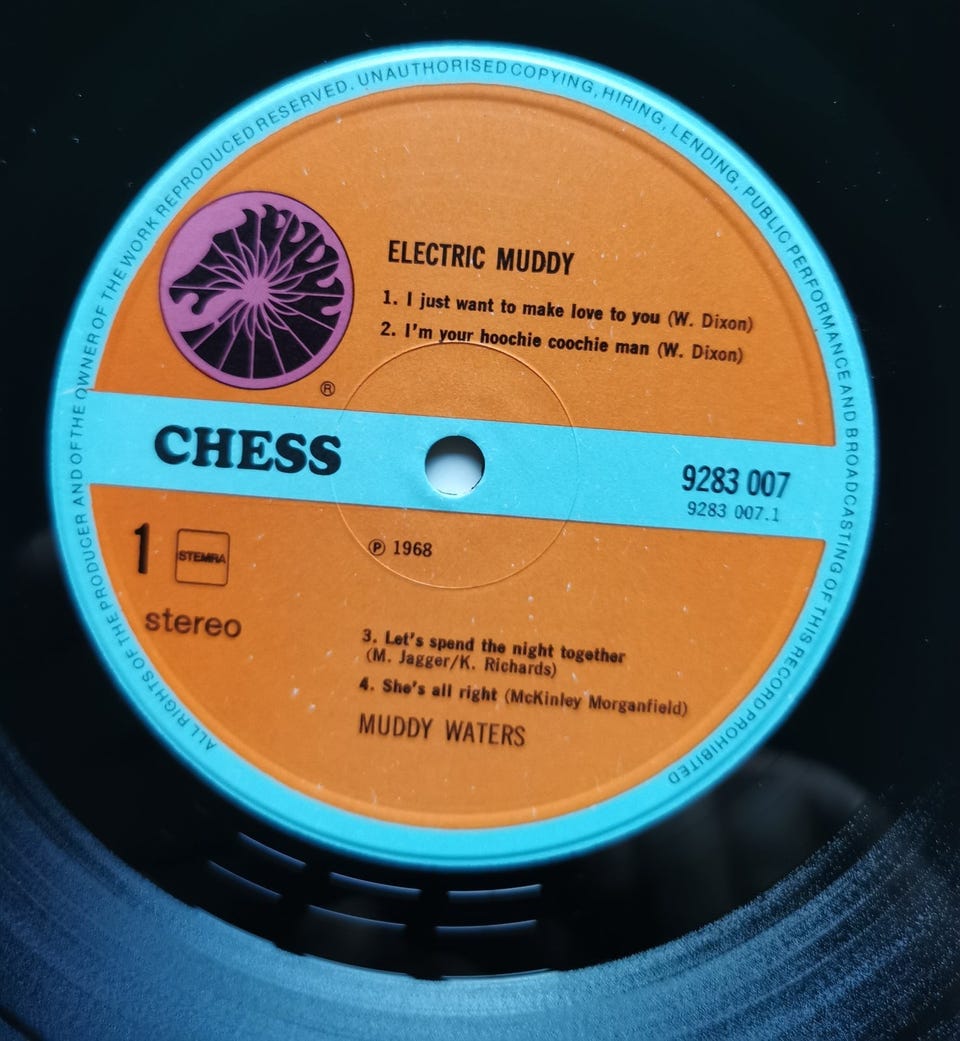 ALL RIGHTS OF THE PRODUCER AND OF THE OWNER OF THE WORK REPRODUCED RESERVED. UNAUTHORISED COPYING, HIRING, LENDING, PUBLIC PERFORMANCE AND BROADCASTING OF THIS RECORD PROHIBITED
ELECTRIC MUDDY
1. I just want to make love to you (W. Dixon)
2. I'm your hoochie coochie man (W. Dixon)
®
CHESS
9283 007
9283 007.1
1
STEMRA
℗ 1968
stereo
3. Let's spend the night together
(M. Jagger/K. Richards)
4. She's all right (McKinley Morganfield)
MUDDY WATERS